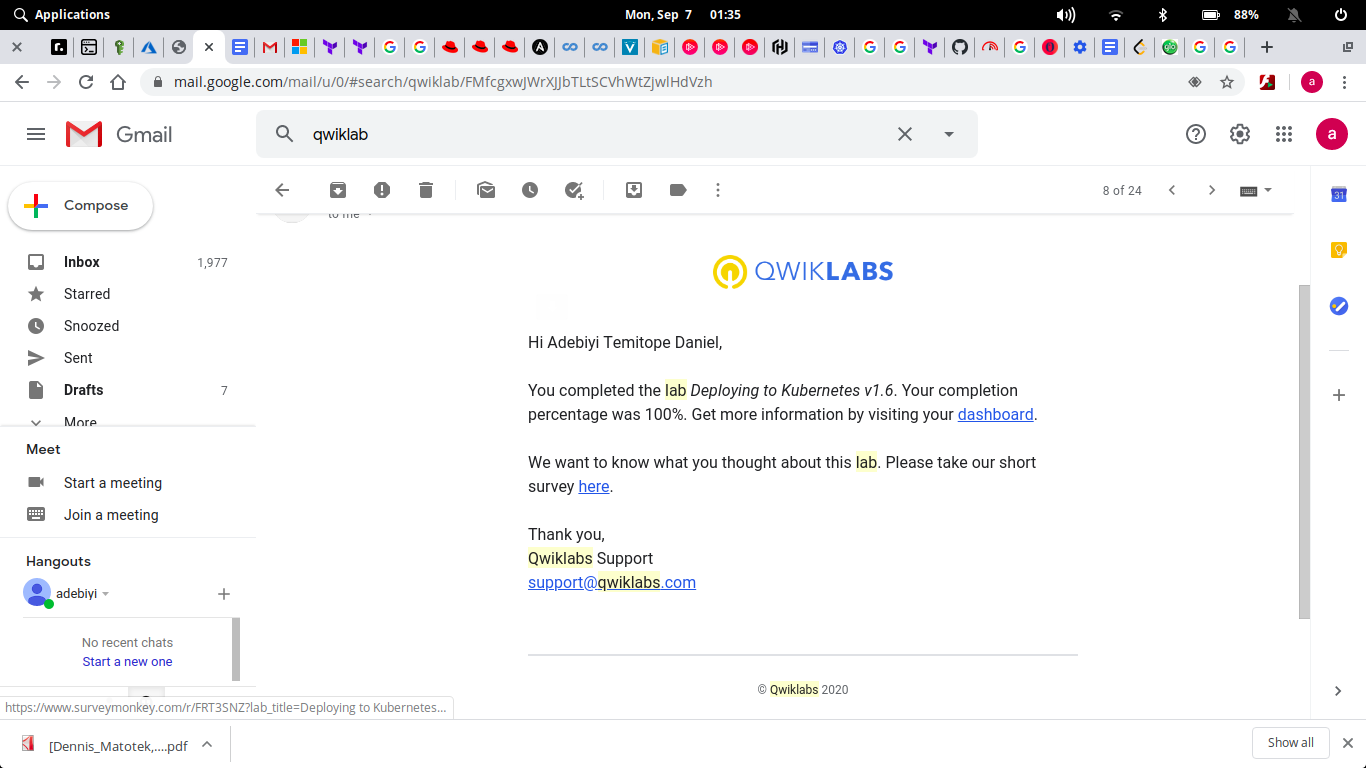 Applications
Mon, Sep 7 01:35
88%
mail.google.com/mail/u/0/#search/qwiklab/FMfcgxwJWrXJJbTLtSCVhWtZjwlHdVzh
a
Gmail
qwiklab
a
Compose
8 of 24
to me
31
Inbox 1,977
Starred
Snoozed
Sent
Drafts 7
More
Meet
Start a meeting
Join a meeting
Hangouts
adebiyi
No recent chats
Start a new one
QWIKLABS
Hi Adebiyi Temitope Daniel,
You completed the lab Deploying to Kubernetes v1.6. Your completion
percentage was 100%. Get more information by visiting your dashboard.
We want to know what you thought about this lab. Please take our short
survey here.
Thank you,
Qwiklabs Support
support@qwiklabs.com
© Qwiklabs 2020
https://www.surveymonkey.com/r/FRT3SNZ?lab_title=Deploying to Kubernetes...
[Dennis_Matotek,....pdf
Show all